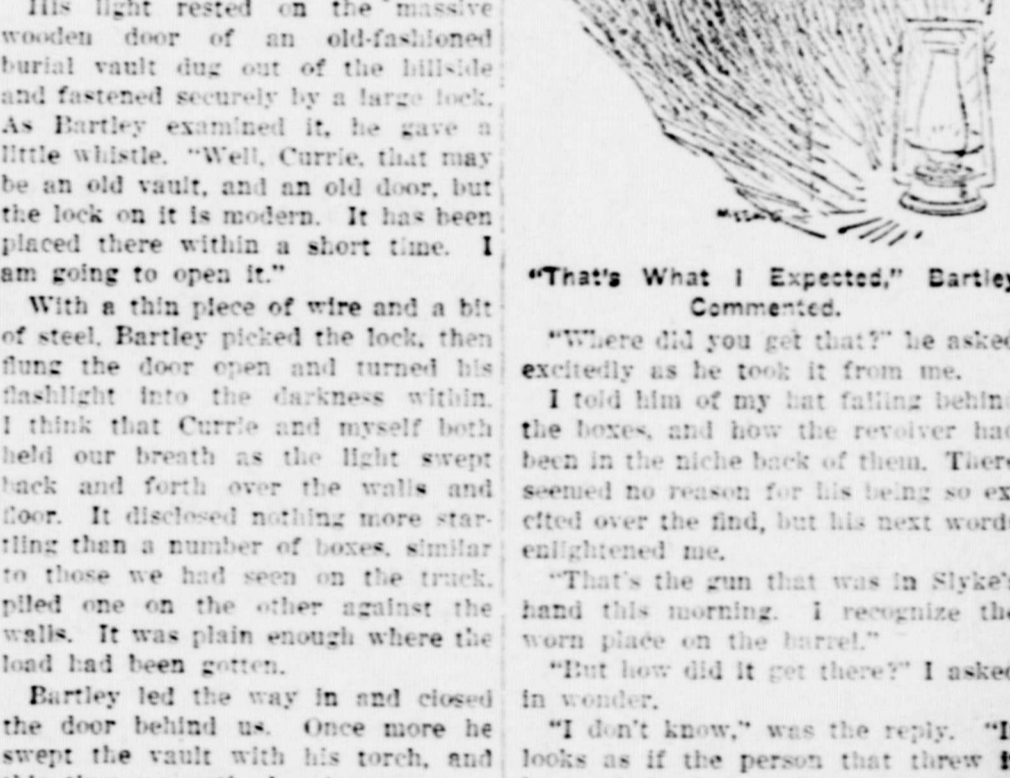 His light rested on the massive
wooden door of an old-fashioned
burial vault dug out of the hillside
and fastened securely by a large lock.
As Bartley examined it, he gave a
little whistle. "Well, Currie, that may
be an old vault, and an old door, but
the lock on it is modern. It has been
placed there within a short time. I
am going to open it."
With a thin piece of wire and a bit
of steel, Bartley picked the lock, then
flung the door open and turned his
flashlight into the darkness within.
I think that Currie and myself both
held our breath as the light swept
back and forth over the walls and
floor. It disclosed nothing more star-
tling than a number of boxes, similar
to those we had seen on the truck,
piled one on the other against the
walls. It was plain enough where the
load had been gotten.
Bartley led the way in and closed
the door behind us. Once more he
swept the vault with his torch, and
"That's What I Expected," Bartley
Commented.
"Where did you get that?" he asked
excitedly as he took it from me.
I told him of my hat falling behin
the boxes, and how the revolver had
been in the niche back of them. There
seemed no reason for his being so ex
cited over the find, but his next word
enlightened me.
"That's the gun that was in Slyke's
hand this morning. I recognize the
worn place on the barrel."
"But how did it get there?" I asked
in wonder.
"I don't know," was the reply. "I
looks as if the person that threw